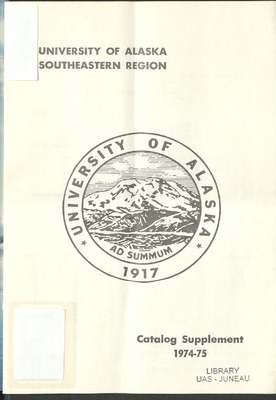 UNIVERSITY OF ALASKA
SOUTHEASTERN REGION
UNIVERSITY OF ALASKA
AD SUMMUM
1917
Catalog Supplement
1974-75
LIBRARY
UAS - JUNEAU